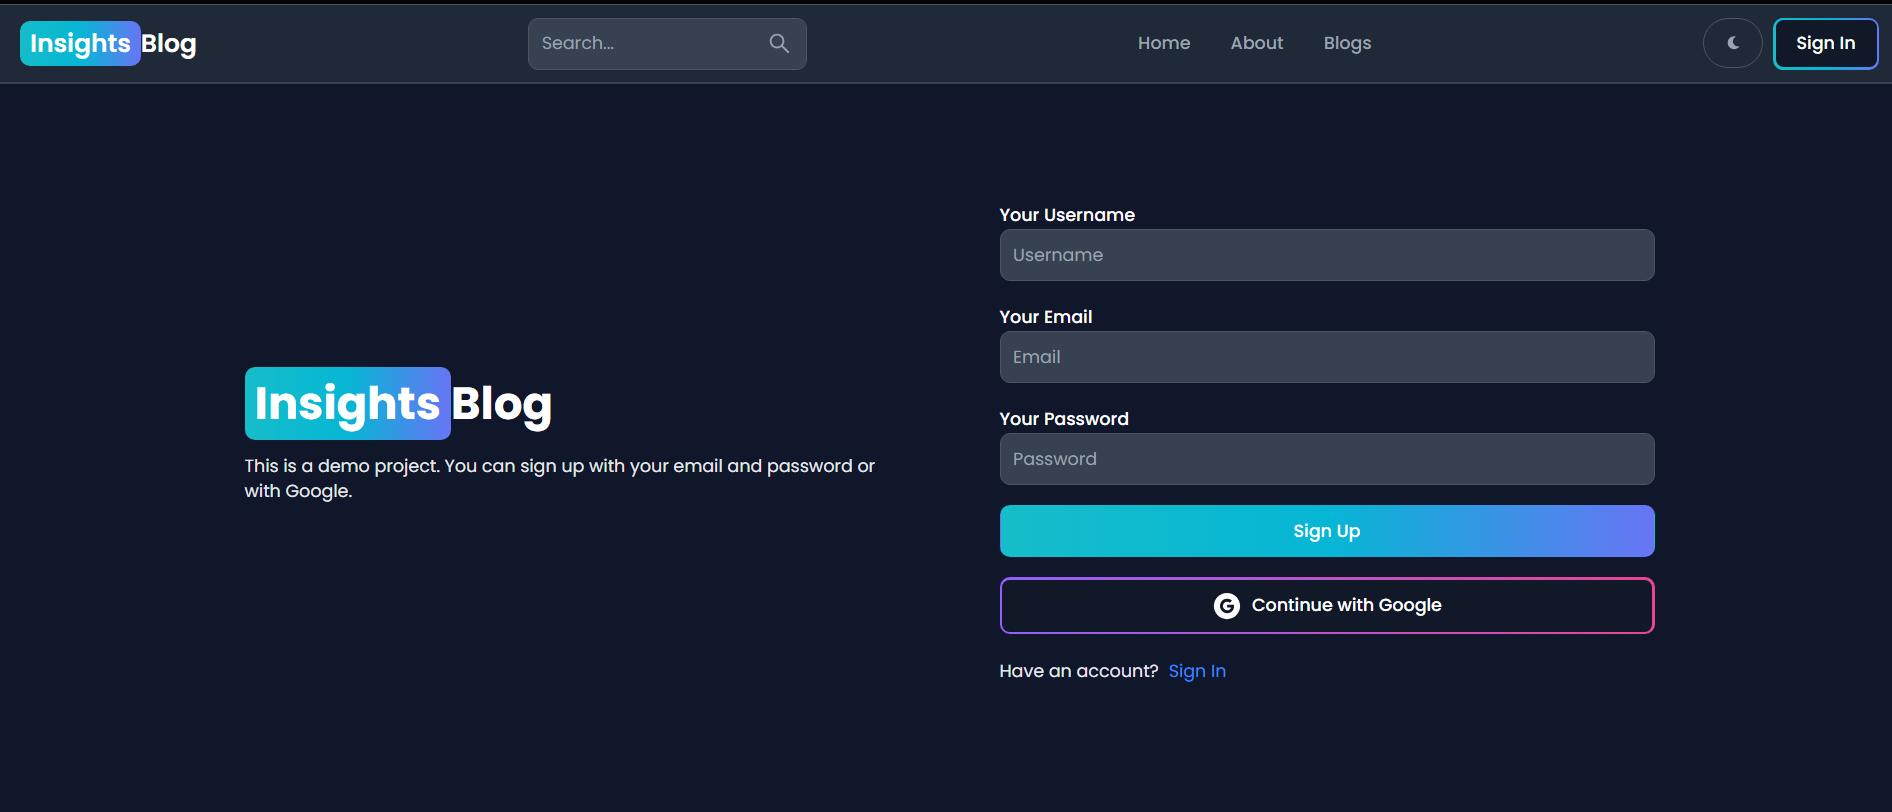 Insights Blog
Search...
Home
About
Blogs
Sign In
Insights Blog
This is a demo project. You can sign up with your email and password or
with Google.
Your Username
Username
Your Email
Email
Your Password
Password
Sign Up
G Continue with Google
Have an account? Sign In